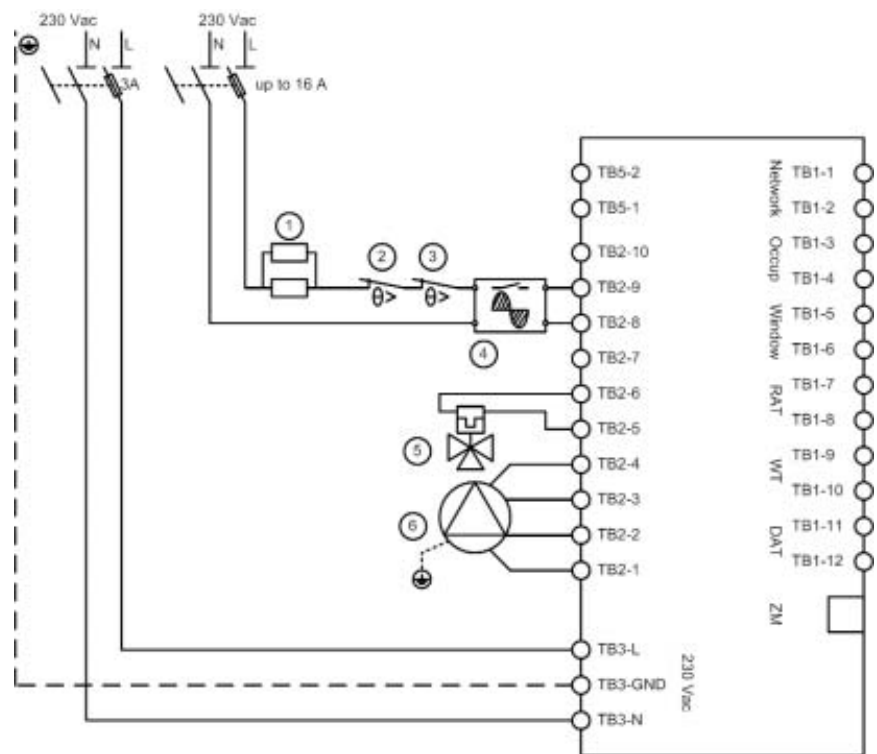 230 Vac
230 Vac
N
L
N
L
3A
up to 16 A
1
2
3
θ>
θ>
4
5
6
TB5-2
TB5-1
TB2-10
TB2-9
TB2-8
TB2-7
TB2-6
TB2-5
TB2-4
TB2-3
TB2-2
TB2-1
TB3-L
TB3-GND
TB3-N
230 Vac
Network
Occup
Window
RAT
WT
DAT
ZM
TB1-1
TB1-2
TB1-3
TB1-4
TB1-5
TB1-6
TB1-7
TB1-8
TB1-9
TB1-10
TB1-11
TB1-12